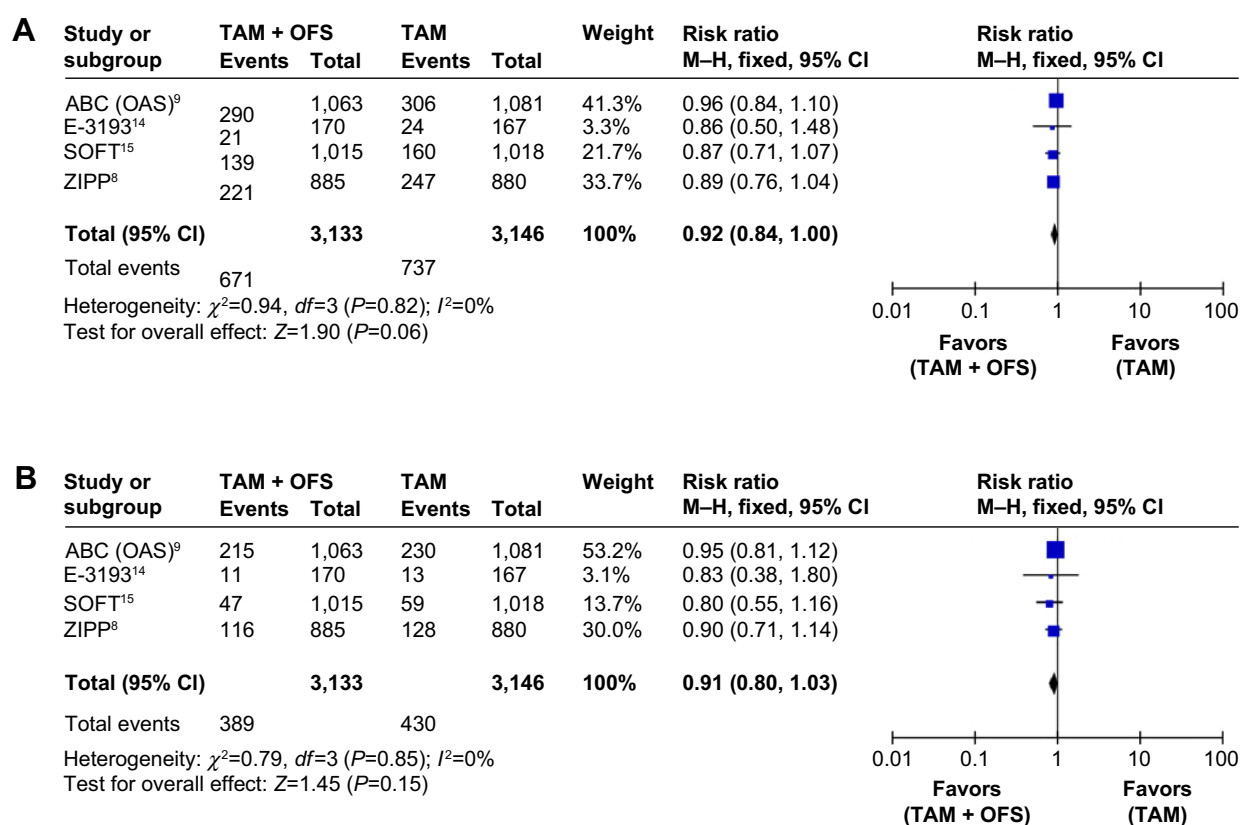 A
Study or subgroup TAM + OFS TAM Weight Risk ratio Risk ratio
Events Total Events Total M–H, fixed, 95% CI M–H, fixed, 95% CI
ABC (OAS)⁹ 290 1,063 306 1,081 41.3% 0.96 (0.84, 1.10)
E-3193¹⁴ 21 170 24 167 3.3% 0.86 (0.50, 1.48)
SOFT¹⁵ 139 1,015 160 1,018 21.7% 0.87 (0.71, 1.07)
ZIPP⁸ 221 885 247 880 33.7% 0.89 (0.76, 1.04)
Total (95% CI) 3,133 3,146 100% 0.92 (0.84, 1.00)
Total events 671 737
Heterogeneity: χ²=0.94, df=3 (P=0.82); I²=0%
Test for overall effect: Z=1.90 (P=0.06)
0.01 0.1 1 10 100
Favors Favors
(TAM + OFS) (TAM)
B
Study or subgroup TAM + OFS TAM Weight Risk ratio Risk ratio
Events Total Events Total M–H, fixed, 95% CI M–H, fixed, 95% CI
ABC (OAS)⁹ 215 1,063 230 1,081 53.2% 0.95 (0.81, 1.12)
E-3193¹⁴ 11 170 13 167 3.1% 0.83 (0.38, 1.80)
SOFT¹⁵ 47 1,015 59 1,018 13.7% 0.80 (0.55, 1.16)
ZIPP⁸ 116 885 128 880 30.0% 0.90 (0.71, 1.14)
Total (95% CI) 3,133 3,146 100% 0.91 (0.80, 1.03)
Total events 389 430
Heterogeneity: χ²=0.79, df=3 (P=0.85); I²=0%
Test for overall effect: Z=1.45 (P=0.15)
0.01 0.1 1 10 100
Favors Favors
(TAM + OFS) (TAM)